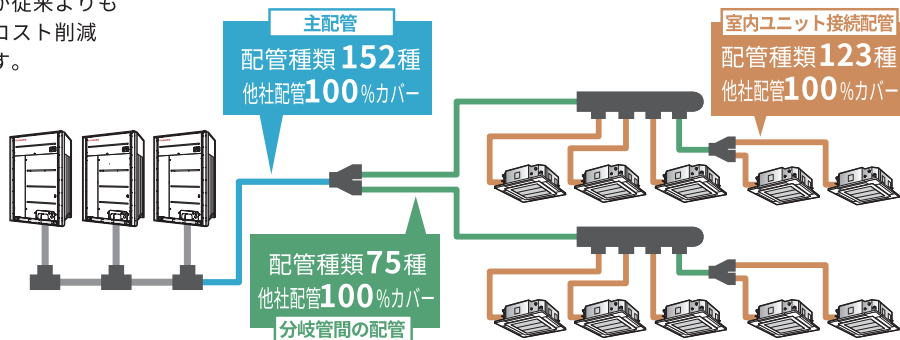 が従来よりも
コスト削減
す。
主配管
配管種類 152種
他社配管100%カバー
室内ユニット接続配管
配管種類 123種
他社配管100%カバー
配管種類 75種
他社配管100%カバー
分岐管間の配管